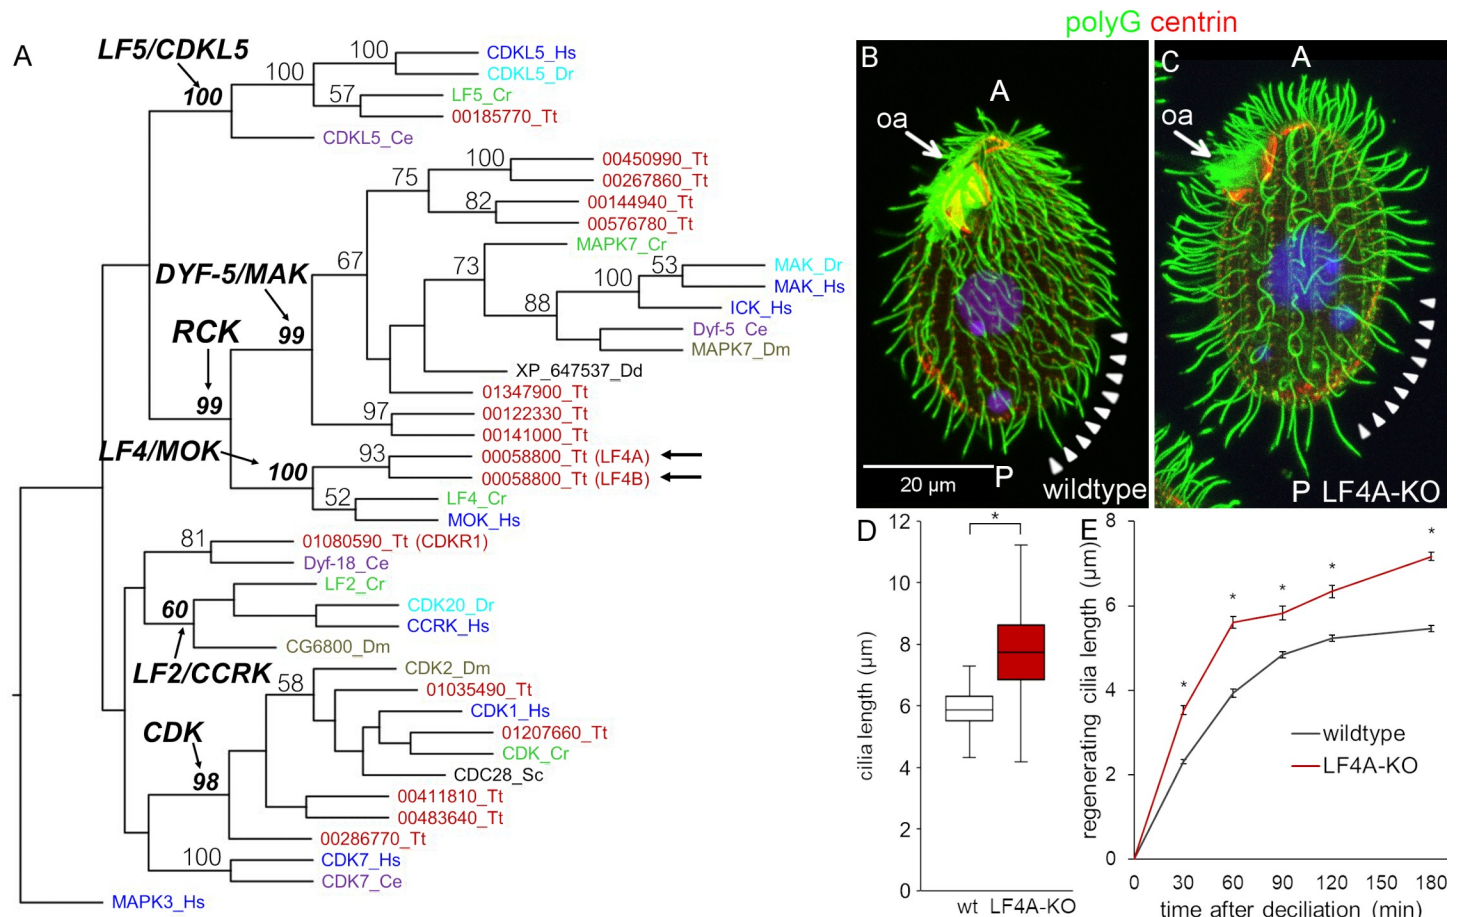 polyG centrin
A
LF5/CDKL5
100
100
100
57
CDKL5_Hs
CDKL5_Dr
LF5_Cr
00185770_Tt
CDKL5_Ce
100
75
82
00450990_Tt
00267860_Tt
00144940_Tt
00576780_Tt
67
73
MAPK7_Cr
DYF-5/MAK
99
100
53
88
MAK_Dr
MAK_Hs
ICK_Hs
Dyf-5_Ce
MAPK7_Dm
RCK
99
XP_647537_Dd
01347900_Tt
97
00122330_Tt
00141000_Tt
LF4/MOK
100
93
00058800_Tt (LF4A)
00058800_Tt (LF4B)
52
LF4_Cr
MOK_Hs
81
01080590_Tt (CDKR1)
Dyf-18_Ce
LF2_Cr
60
CDK20_Dr
CCRK_Hs
CG6800_Dm
LF2/CCRK
58
CDK2_Dm
01035490_Tt
CDK1_Hs
01207660_Tt
CDK_Cr
CDC28_Sc
CDK
98
00411810_Tt
00483640_Tt
00286770_Tt
100
CDK7_Hs
CDK7_Ce
MAPK3_Hs
B
A
oa
20 µm
P
wildtype
C
A
oa
P LF4A-KO
D
cilia length (µm)
12
10
8
6
4
2
0
*
wt LF4A-KO
E
regenerating cilia length (µm)
8
6
4
2
0
* * * * *
wildtype
LF4A-KO
0 30 60 90 120 150 180
time after deciliation (min)